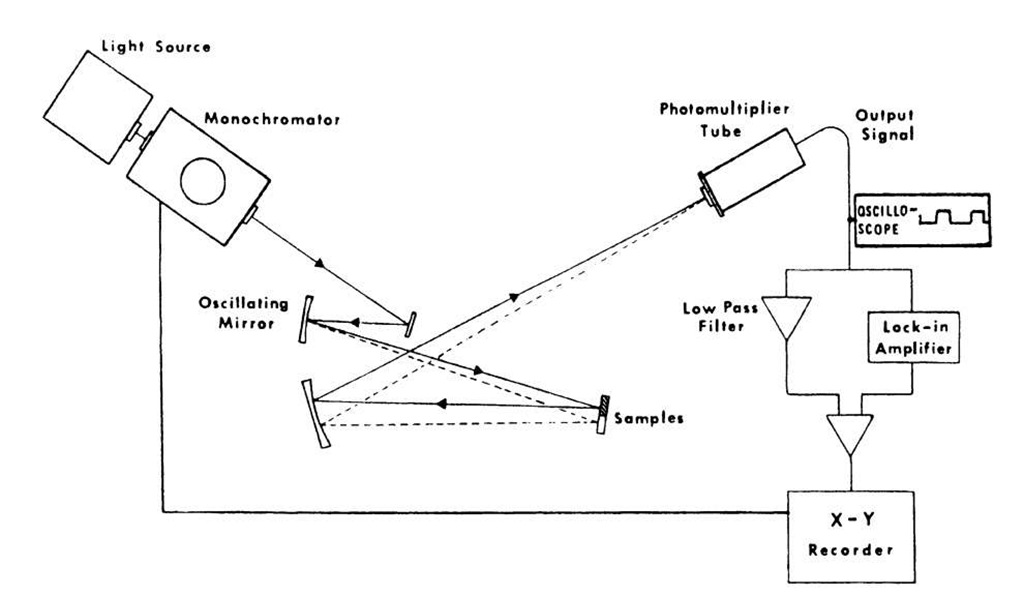 Light Source
Monochromator
Photomultiplier
Tube
Output
Signal
OSCILLO-
SCOPE
Oscillating
Mirror
Low Pass
Filter
Lock-in
Amplifier
Samples
X-Y
Recorder